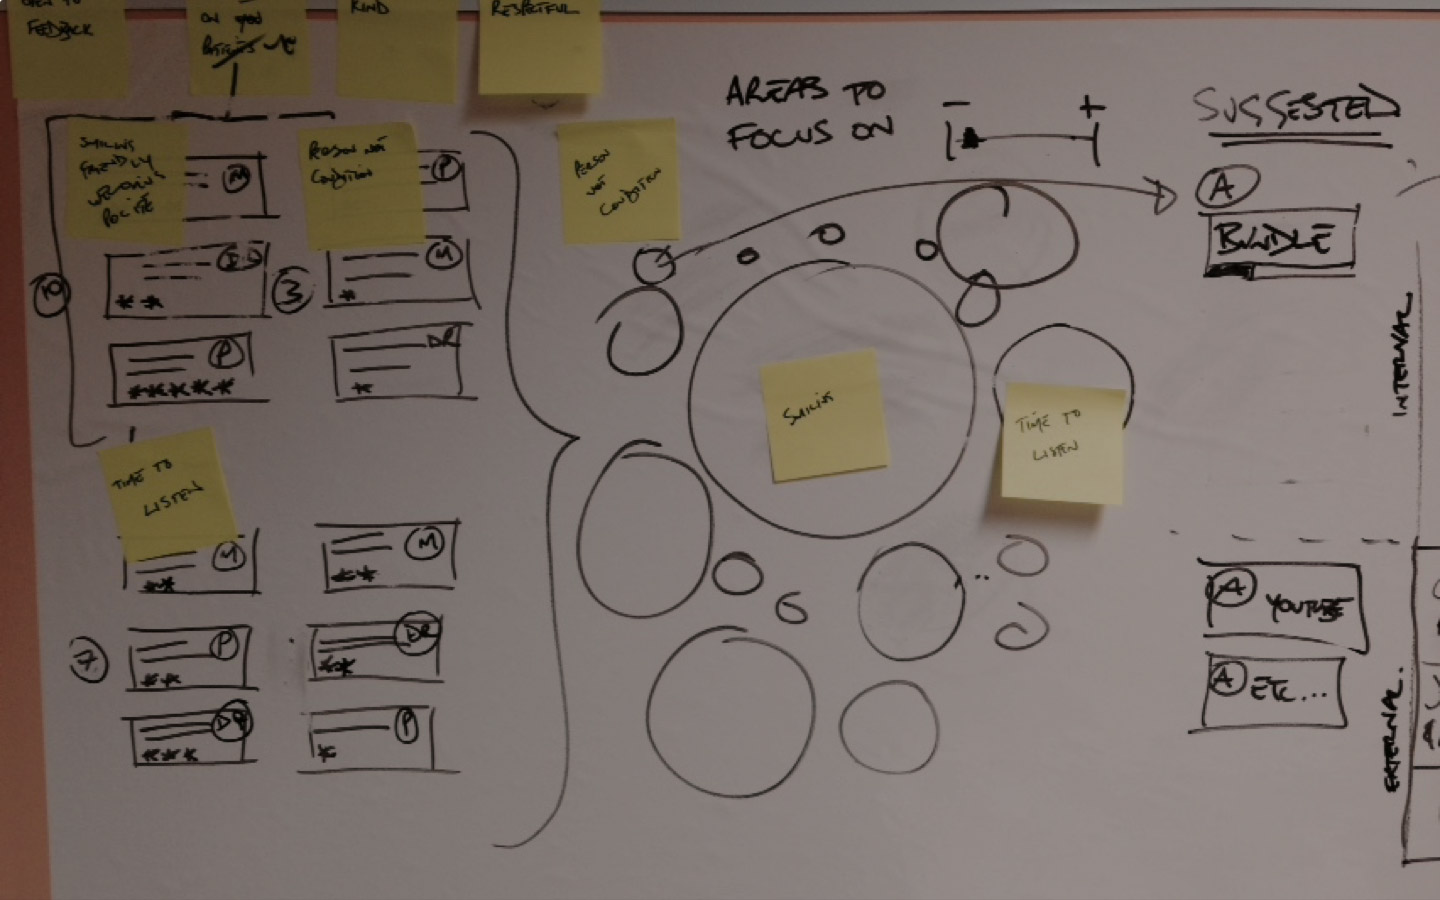 OPEN TO
FEEDBACK
ON YOU
KIND
RESPECTFUL
SMILING
FRIENDLY
WELCOMING
POLITE
M
PERSON NOT
CONDITION
P
10
**
3
M
*
P
*****
DR
*
TIME TO
LISTEN
M
**
M
**
7
P
**
DR
**
DR
***
P
*
PERSON
NOT
CONDITION
AREAS TO
FOCUS ON
- +
SMILING
TIME TO
LISTEN
SUGGESTED
A
BUNDLE
INTERNAL
A YOUTUBE
A ETC...
EXTERNAL.